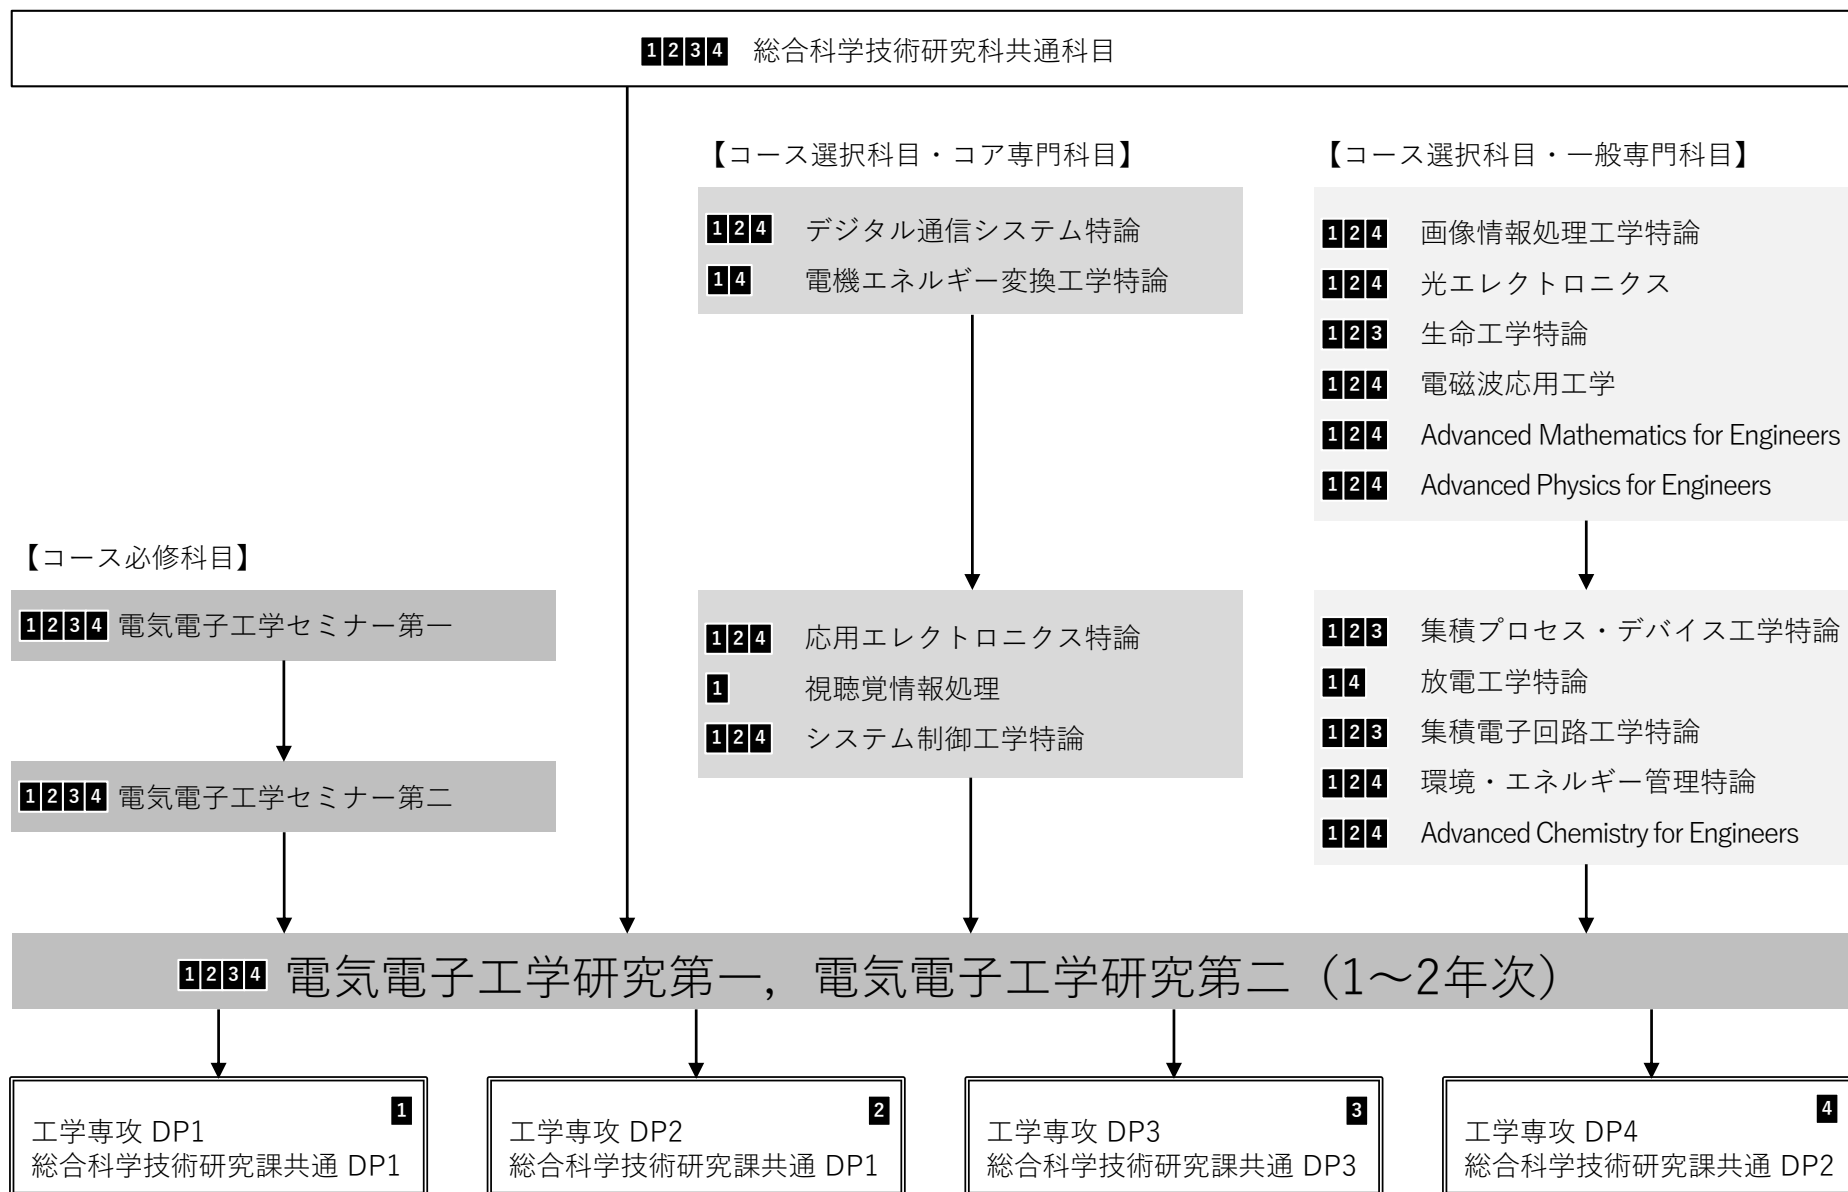 1234 総合科学技術研究科共通科目
【コース選択科目・コア専門科目】
124 デジタル通信システム特論
14 電機エネルギー変換工学特論
【コース選択科目・一般専門科目】
124 画像情報処理工学特論
124 光エレクトロニクス
123 生命工学特論
124 電磁波応用工学
124 Advanced Mathematics for Engineers
124 Advanced Physics for Engineers
【コース必修科目】
1234 電気電子工学セミナー第一
1234 電気電子工学セミナー第二
124 応用エレクトロニクス特論
1 視聴覚情報処理
124 システム制御工学特論
123 集積プロセス・デバイス工学特論
14 放電工学特論
123 集積電子回路工学特論
124 環境・エネルギー管理特論
124 Advanced Chemistry for Engineers
1234 電気電子工学研究第一，電気電子工学研究第二（1～2年次）
1
工学専攻 DP1
総合科学技術研究課共通 DP1
2
工学専攻 DP2
総合科学技術研究課共通 DP1
3
工学専攻 DP3
総合科学技術研究課共通 DP3
4
工学専攻 DP4
総合科学技術研究課共通 DP2